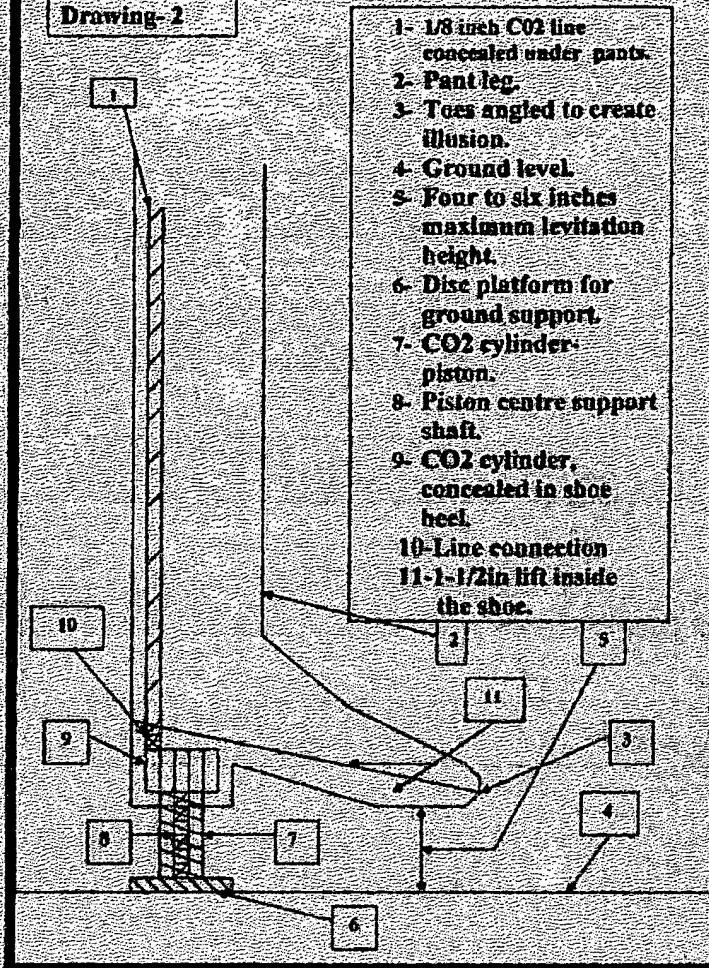 Drawing- 2
1- 1/8 inch C02 line
concealed under pants.
2- Pant leg.
3- Toes angled to create
illusion.
4- Ground level.
5- Four to six inches
maximum levitation
height.
6- Disc platform for
ground support.
7- CO2 cylinder-
piston.
8- Piston centre support
shaft.
9- CO2 cylinder,
concealed in shoe
heel.
10-Line connection
11-1-1/2in lift inside
the shoe.
1
10
2
5
11
9
3
8
7
4
6